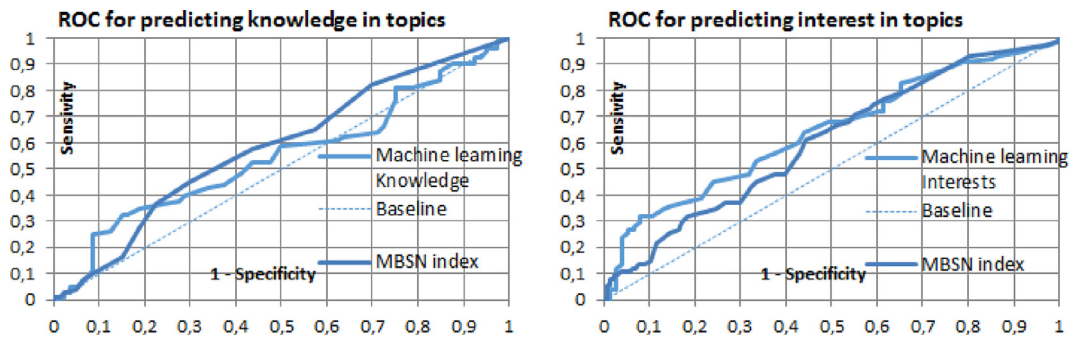 ROC for predicting knowledge in topics
1
0,9
0,8
0,7
0,6
0,5
0,4
0,3
0,2
0,1
0
Sensivity
Machine learning
Knowledge
Baseline
MBSN index
1 - Specificity
0 0,1 0,2 0,3 0,4 0,5 0,6 0,7 0,8 0,9 1
ROC for predicting interest in topics
1
0,9
0,8
0,7
0,6
0,5
0,4
0,3
0,2
0,1
0
Sensivity
Machine learning
Interests
Baseline
MBSN index
1 - Specificity
0 0,1 0,2 0,3 0,4 0,5 0,6 0,7 0,8 0,9 1